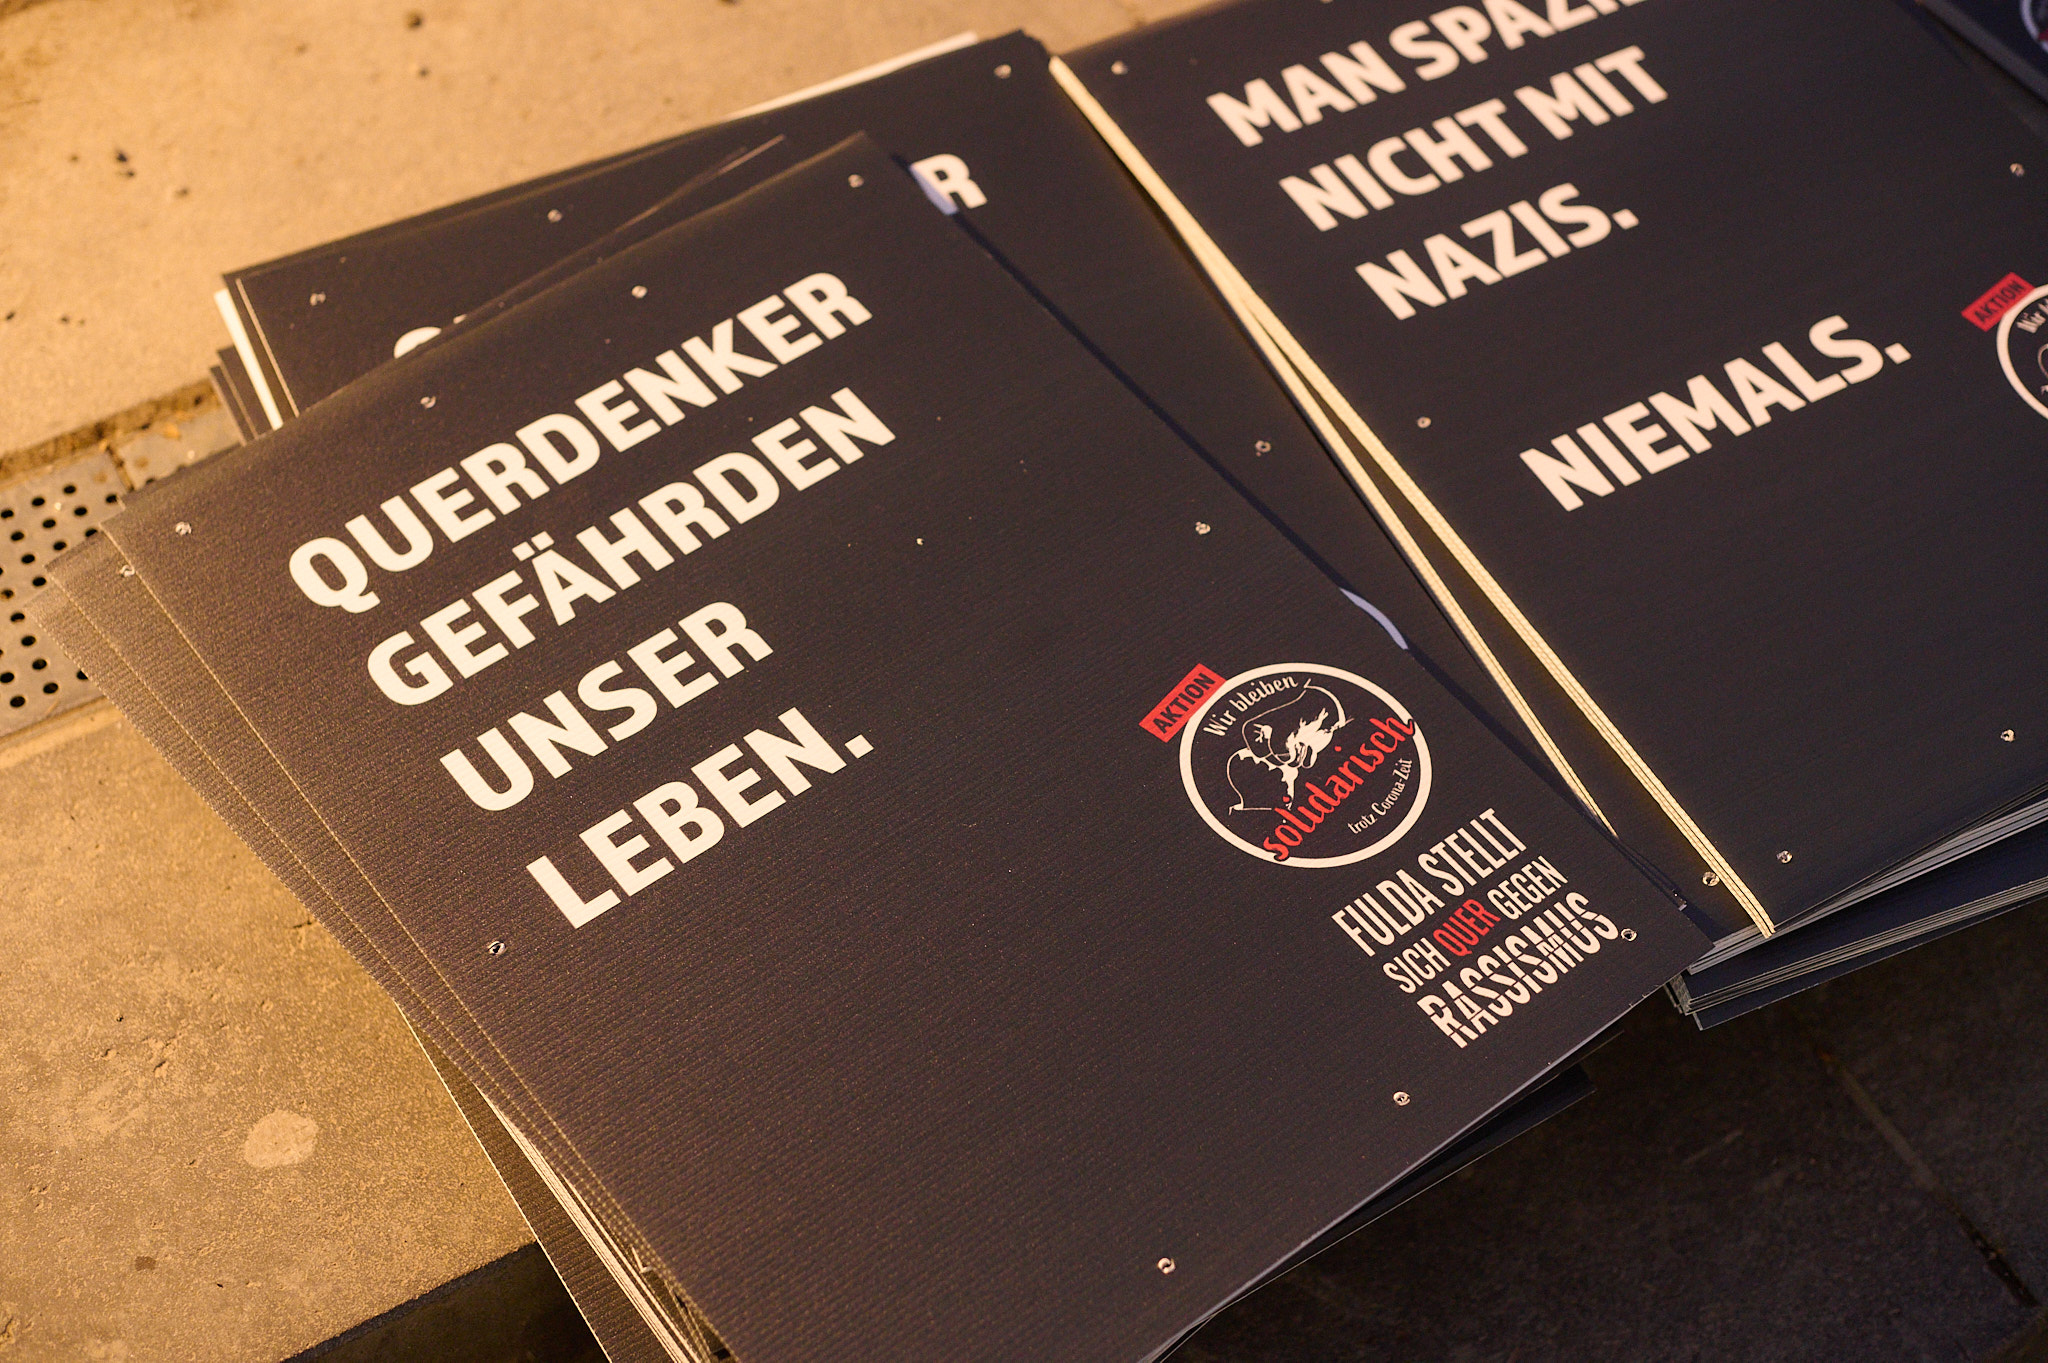 QUERDENKER
GEFÄHRDEN
UNSER
LEBEN.
AKTION
Wir bleiben
solidarisch
trotz Corona-Zeit
FULDA STELLT
SICH QUER GEGEN
RASSISMUS
MAN
NICHT MIT
NAZIS.
NIEMALS.
AKTION